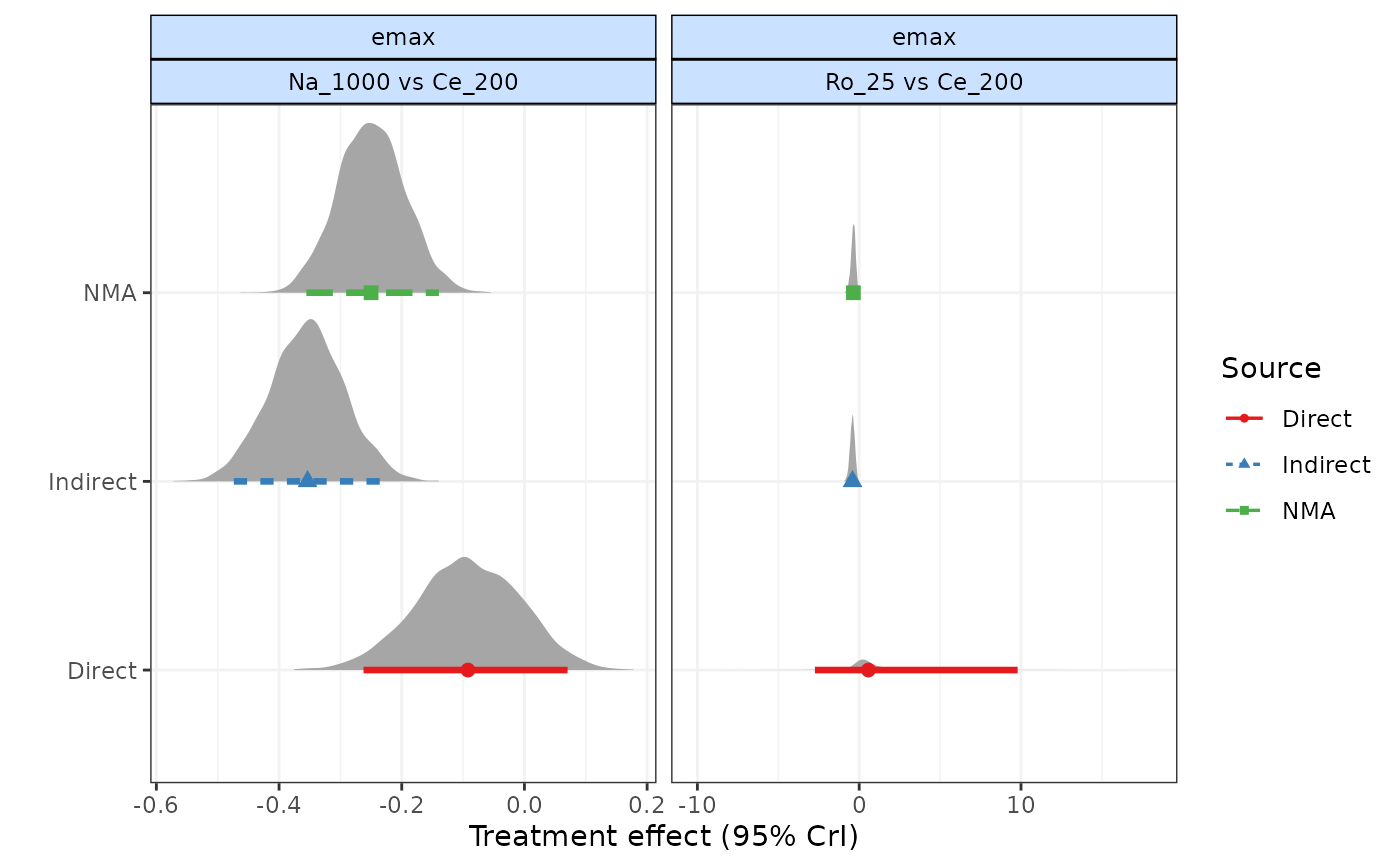 emax
emax
Na_1000 vs Ce_200
Ro_25 vs Ce_200
NMA
Indirect
Direct
-0.6
-0.4
-0.2
0.0
0.2
-10
0
10
Treatment effect (95% CrI)
Source
Direct
Indirect
NMA